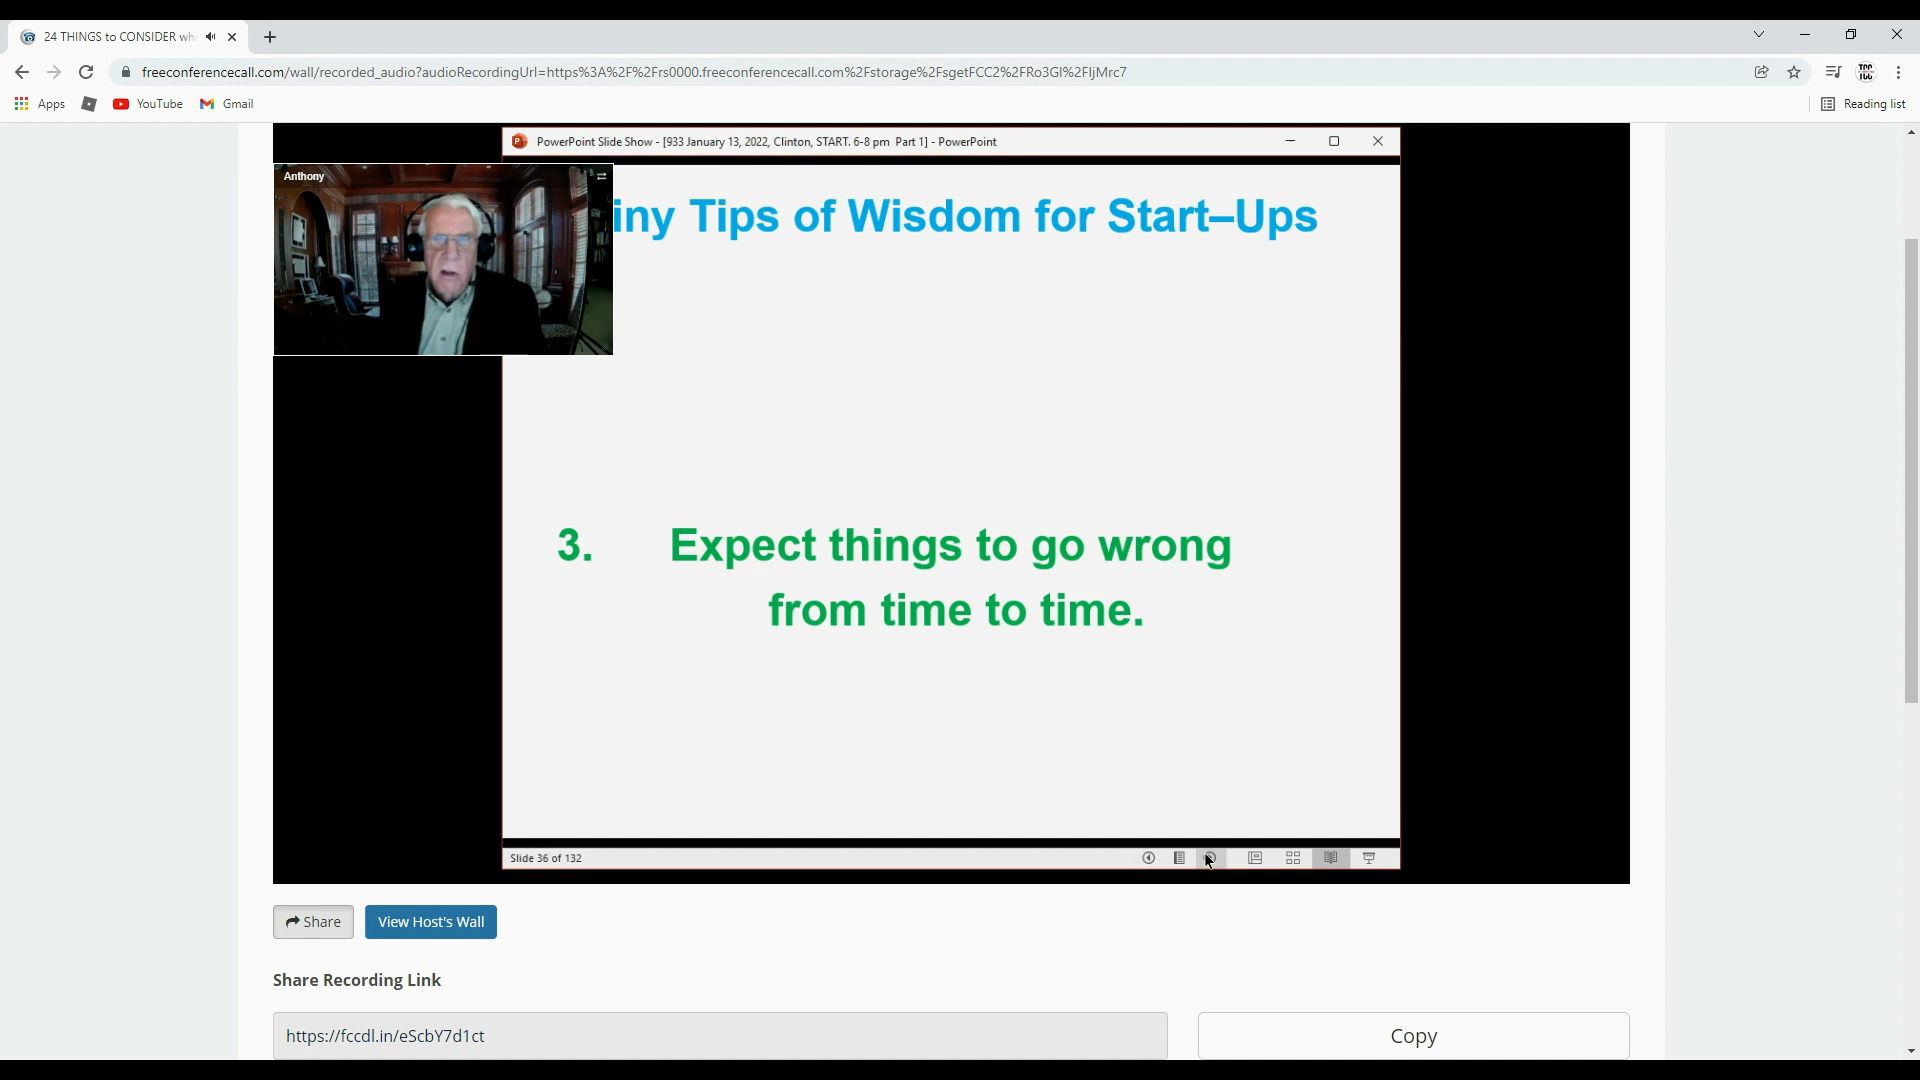 24 THINGS to CONSIDER wh
freeconferencecall.com/wall/recorded_audio?audioRecordingUrl=https%3A%2F%2Frs0000.freeconferencecall.com%2Fstorage%2FsgetFCC2%2FRo3Gl%2FIjMrc7
Apps YouTube Gmail Reading list
PowerPoint Slide Show - [933 January 13, 2022, Clinton, START. 6-8 pm Part 1] - PowerPoint
Anthony
iny Tips of Wisdom for Start–Ups
3. Expect things to go wrong
from time to time.
Slide 36 of 132
Share View Host's Wall
Share Recording Link
https://fccdl.in/eScbY7d1ct Copy